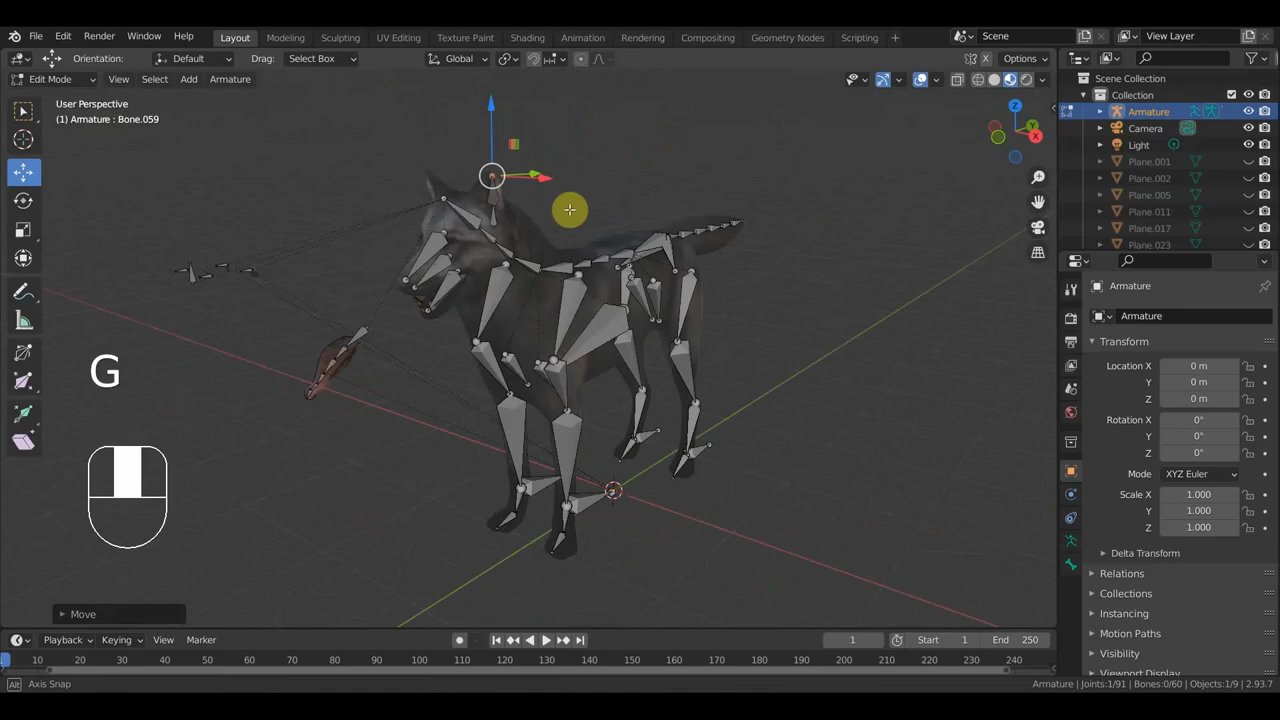 File Edit Render Window Help Layout Modeling Sculpting UV Editing Texture Paint Shading Animation Rendering Compositing Geometry Nodes Scripting + Scene View Layer
Orientation: Default Drag: Select Box Global Options
Edit Mode View Select Add Armature
User Perspective
(1) Armature : Bone.059
Z
Y
X
G
Move
Scene Collection
Collection
Armature
Camera
Light
Plane.001
Plane.002
Plane.005
Plane.011
Plane.017
Plane.023
Armature
Armature
Transform
Location X 0 m
Y 0 m
Z 0 m
Rotation X 0°
Y 0°
Z 0°
Mode XYZ Euler
Scale X 1.000
Y 1.000
Z 1.000
Delta Transform
Relations
Collections
Instancing
Motion Paths
Visibility
Viewport Display
Playback Keying View Marker 1 Start 1 End 250
10 20 30 40 50 60 70 80 90 100 110 120 130 140 150 160 170 180 190 200 210 220 230 240
Alt Axis Snap Armature | Joints:1/91 | Bones:0/60 | Objects:1/9 | 2.93.7